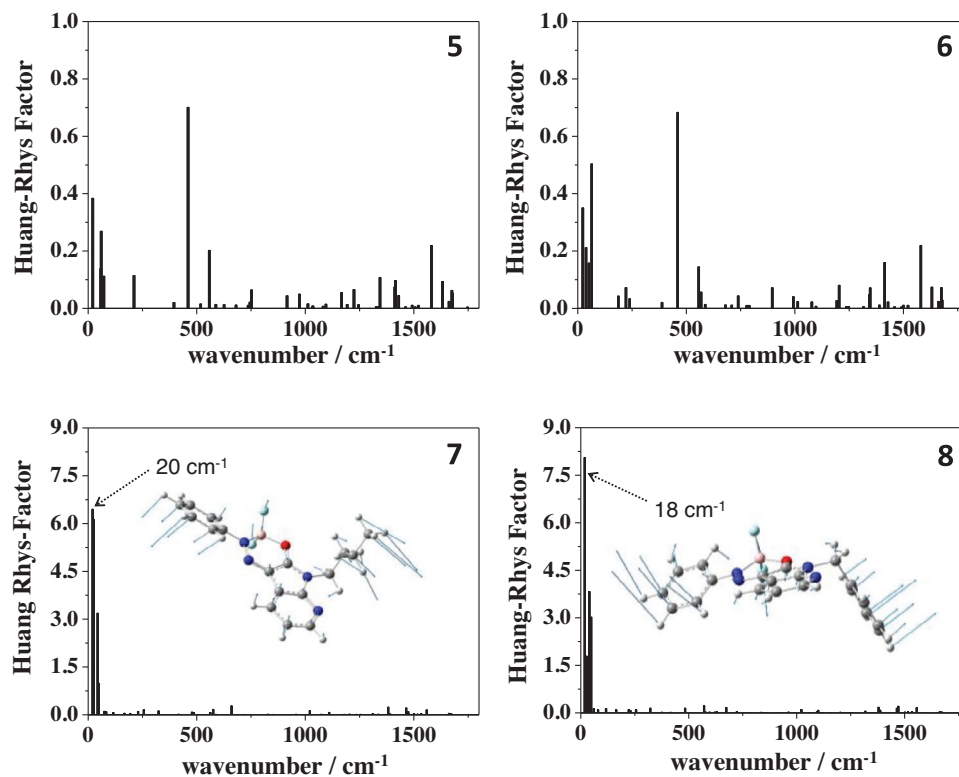 1.0
0.8
0.6
0.4
0.2
0.0
Huang-Rhys Factor
5
0 500 1000 1500
wavenumber / cm-1
1.0
0.8
0.6
0.4
0.2
0.0
Huang-Rhys Factor
6
0 500 1000 1500
wavenumber / cm-1
9.0
7.5
6.0
4.5
3.0
1.5
0.0
Huang Rhys-Factor
7
20 cm-1
0 500 1000 1500
wavenumber / cm-1
9.0
7.5
6.0
4.5
3.0
1.5
0.0
Huang-Rhys Factor
8
18 cm-1
0 500 1000 1500
wavenumber / cm-1